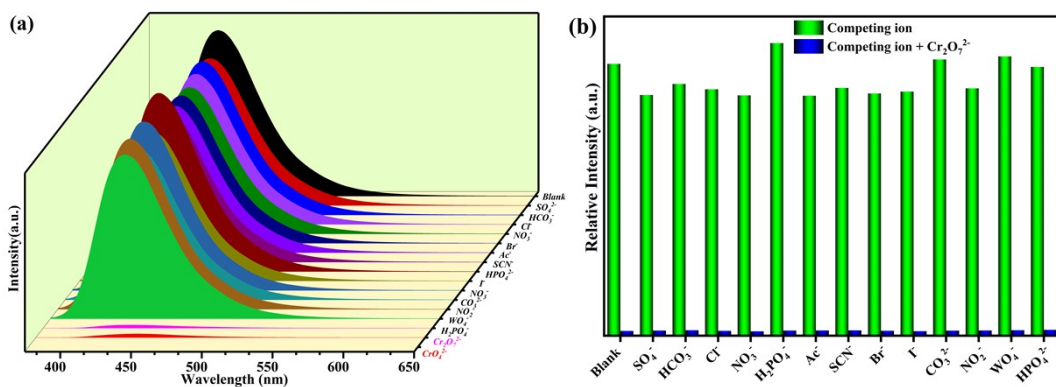 (a)
Intensity(a.u.)
Blank
SO₄²⁻
HCO₃⁻
Cl⁻
NO₃⁻
Br⁻
Ac⁻
SCN⁻
HPO₄²⁻
I⁻
NO₃⁻
CO₃²⁻
NO₂⁻
WO₄⁻
H₂PO₄⁻
Cr₂O₇²⁻
CrO₄²⁻
400 450 500 550 600 650
Wavelength (nm)
(b)
Competing ion
Competing ion + Cr₂O₇²⁻
Relative Intensity (a.u.)
Blank
SO₄⁻
HCO₃⁻
Cl⁻
NO₃⁻
H₂PO₄
Ac⁻
SCN⁻
Br⁻
I⁻
CO₃²⁻
NO₂⁻
WO₄⁻
HPO₄²⁻